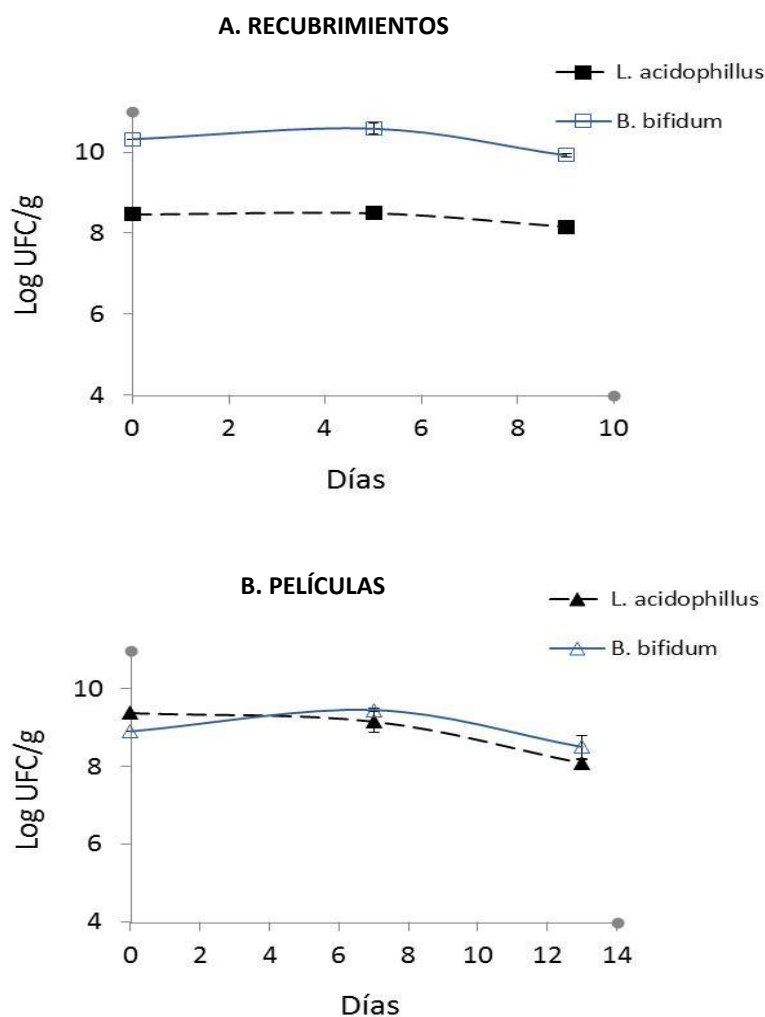 A. RECUBRIMIENTOS
L. acidophillus
B. bifidum
10
8
6
4
Log UFC/g
0 2 4 6 8 10
Días
B. PELÍCULAS
L. acidophillus
B. bifidum
10
8
6
4
Log UFC/g
0 2 4 6 8 10 12 14
Días